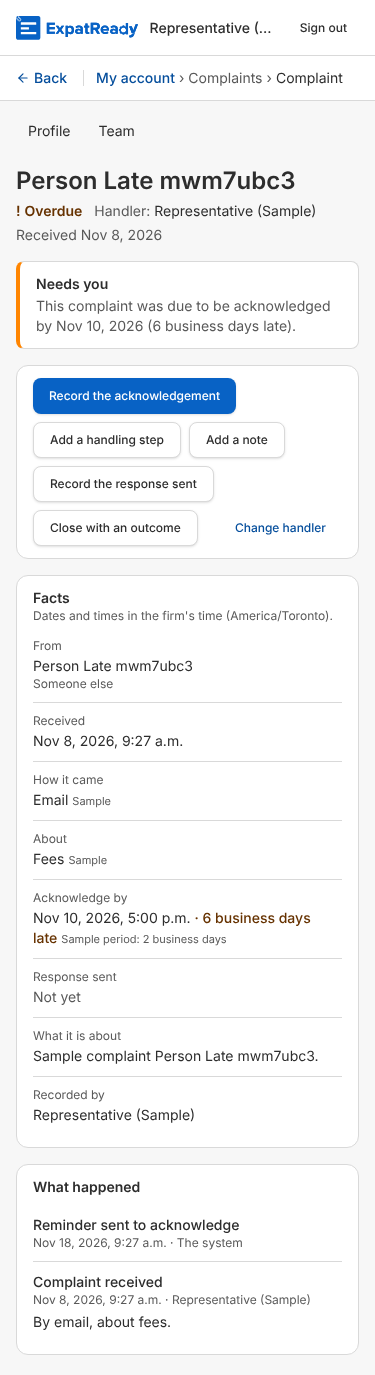 ExpatReady Representative (... Sign out
← Back My account › Complaints › Complaint
Profile Team
Person Late mwm7ubc3
! Overdue Handler: Representative (Sample)
Received Nov 8, 2026
Needs you
This complaint was due to be acknowledged
by Nov 10, 2026 (6 business days late).
Record the acknowledgement
Add a handling step Add a note
Record the response sent
Close with an outcome Change handler
Facts
Dates and times in the firm's time (America/Toronto).
From
Person Late mwm7ubc3
Someone else
Received
Nov 8, 2026, 9:27 a.m.
How it came
Email Sample
About
Fees Sample
Acknowledge by
Nov 10, 2026, 5:00 p.m. · 6 business days
late Sample period: 2 business days
Response sent
Not yet
What it is about
Sample complaint Person Late mwm7ubc3.
Recorded by
Representative (Sample)
What happened
Reminder sent to acknowledge
Nov 18, 2026, 9:27 a.m. · The system
Complaint received
Nov 8, 2026, 9:27 a.m. · Representative (Sample)
By email, about fees.